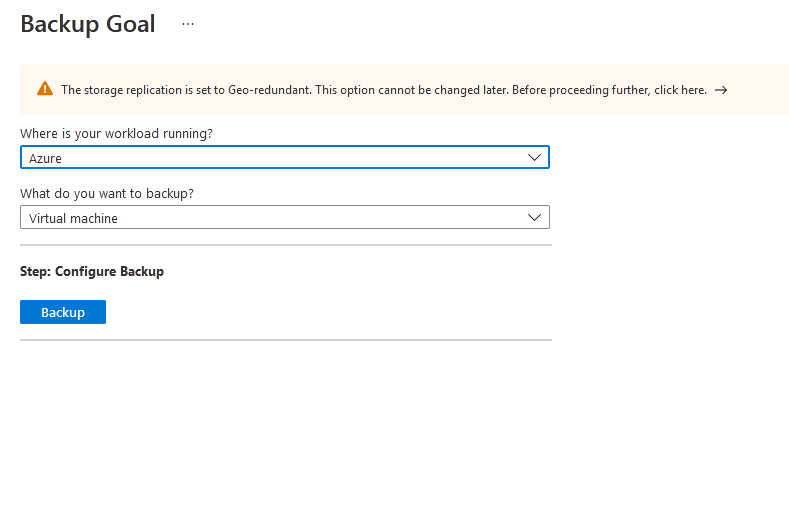 Backup Goal ...
The storage replication is set to Geo-redundant. This option cannot be changed later. Before proceeding further, click here. →
Where is your workload running?
Azure
What do you want to backup?
Virtual machine
Step: Configure Backup
Backup